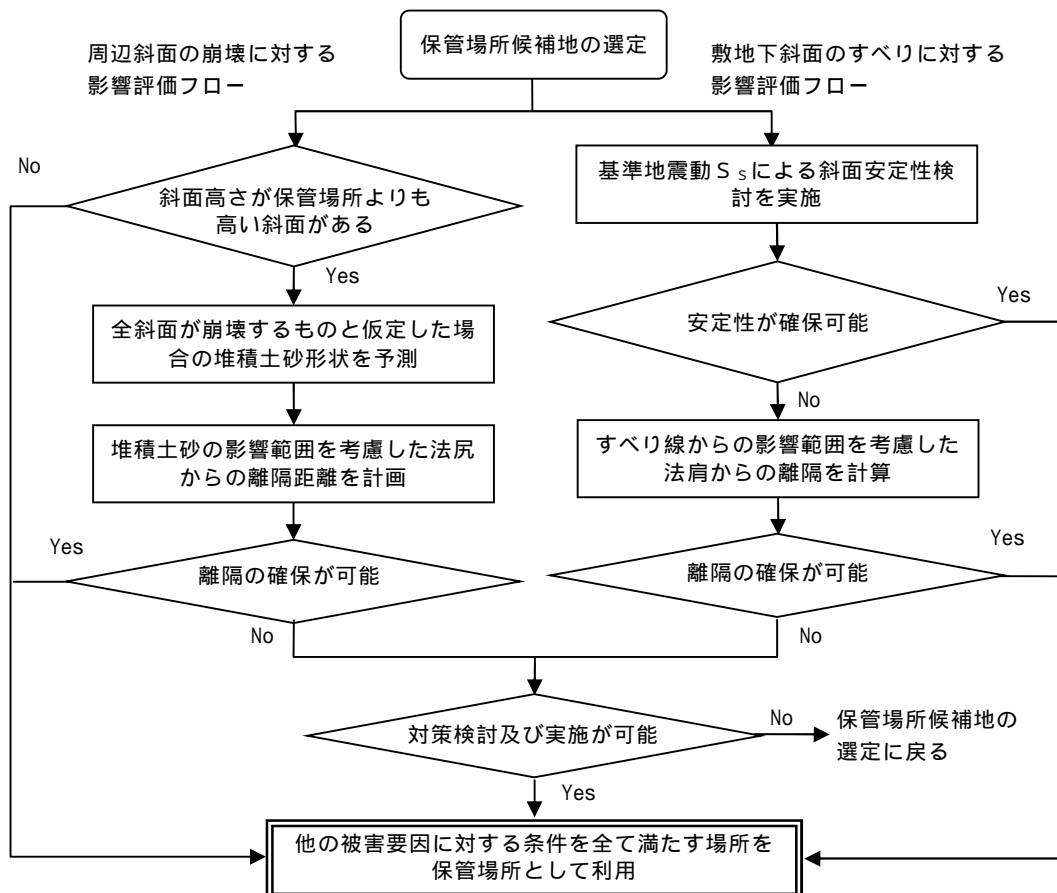 保管場所候補地の選定
周辺斜面の崩壊に対する
影響評価フロー
敷地下斜面のすべりに対する
影響評価フロー
No
斜面高さが保管場所よりも
高い斜面がある
Yes
全斜面が崩壊するものと仮定した場
合の堆積土砂形状を予測
堆積土砂の影響範囲を考慮した法尻
からの離隔距離を計画
Yes
離隔の確保が可能
No
基準地震動Ｓｓによる斜面安定性検
討を実施
Yes
安定性が確保可能
No
すべり線からの影響範囲を考慮した
法肩からの離隔を計算
Yes
離隔の確保が可能
No
対策検討及び実施が可能
No
保管場所候補地の
選定に戻る
Yes
他の被害要因に対する条件を全て満たす場所を
保管場所として利用